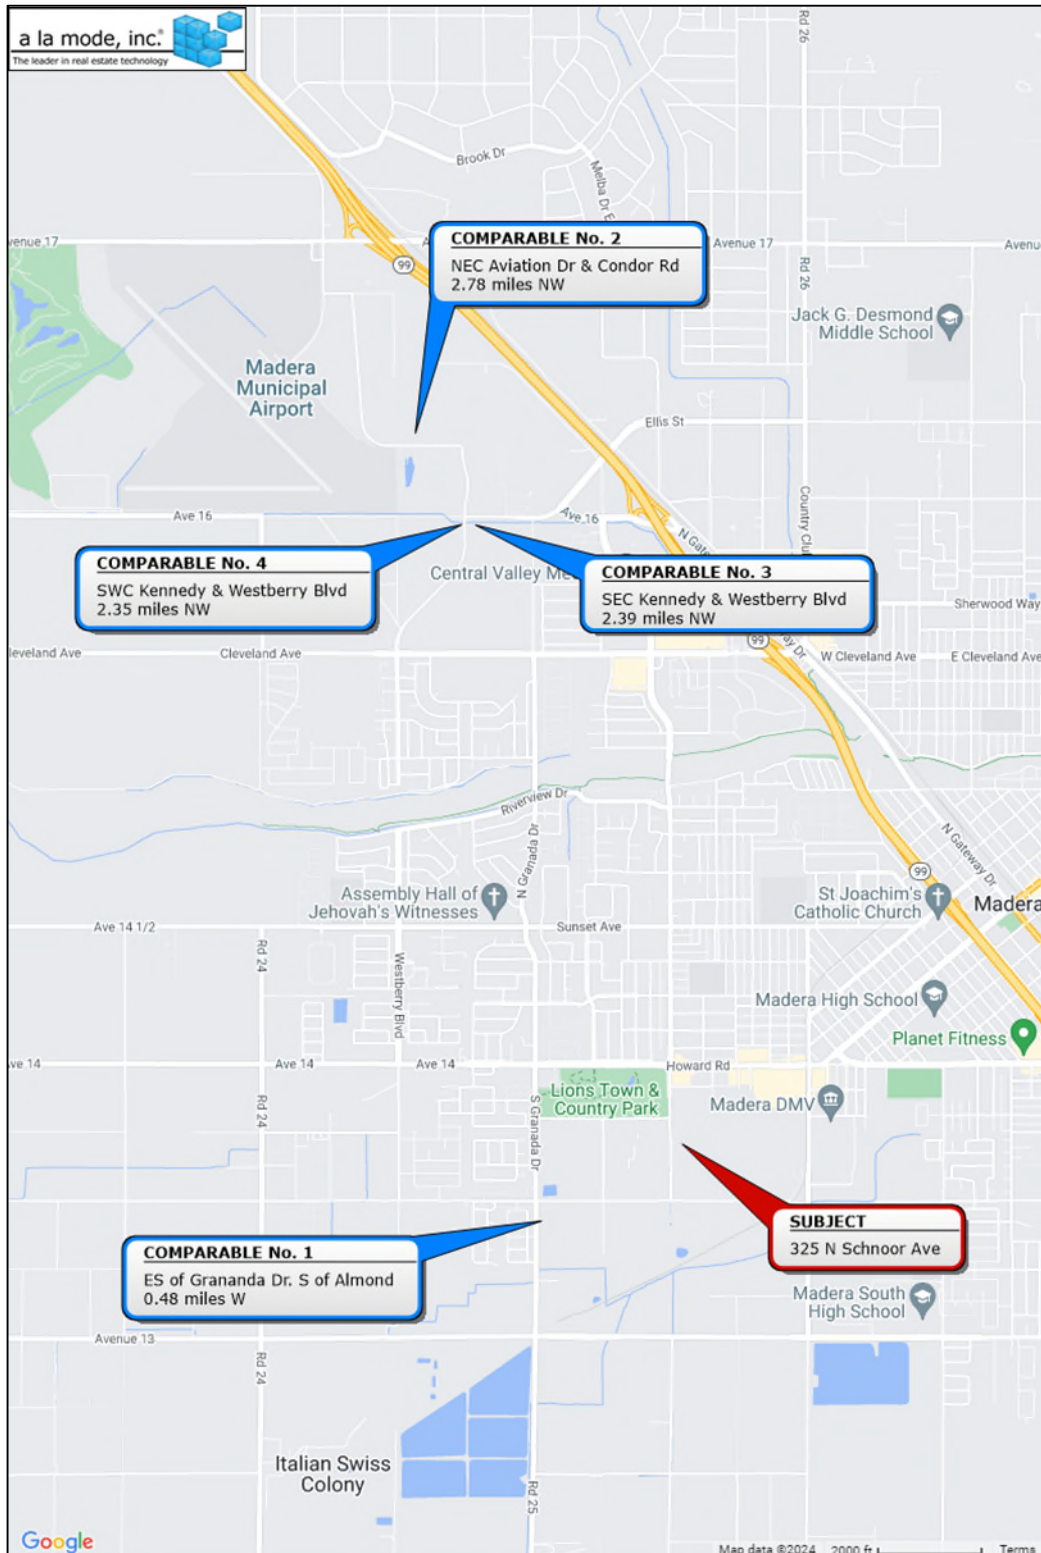 a la mode, inc.®
The leader in real estate technology
Rd 26
Brook Dr
Melba Dr E
venue 17
A
Avenue 17
Avenu
99
COMPARABLE No. 2
NEC Aviation Dr & Condor Rd
2.78 miles NW
Rd 26
Jack G. Desmond
Middle School
Madera
Municipal
Airport
Ellis St
Ave 16
Ave 16
N Gatew
Country Clu
COMPARABLE No. 4
SWC Kennedy & Westberry Blvd
2.35 miles NW
Central Valley Me
COMPARABLE No. 3
SEC Kennedy & Westberry Blvd
2.39 miles NW
Sherwood Way
99
ay Dr
leveland Ave
Cleveland Ave
W Cleveland Ave
E Cleveland Ave
Riverview Dr
N Granada Dr
N Gateway Dr
99
Assembly Hall of
Jehovah's Witnesses
St Joachim's
Catholic Church
Madera
Ave 14 1/2
Sunset Ave
Rd 24
Westberry Blvd
Madera High School
Planet Fitness
ve 14
Ave 14
Ave 14
Howard Rd
Lions Town &
Country Park
Madera DMV
Rd 24
S Granada Dr
SUBJECT
325 N Schnoor Ave
COMPARABLE No. 1
ES of Grananda Dr. S of Almond
0.48 miles W
Madera South
High School
Avenue 13
Rd 24
Italian Swiss
Colony
Rd 25
Google
Map data ©2024
2000 ft
Terms